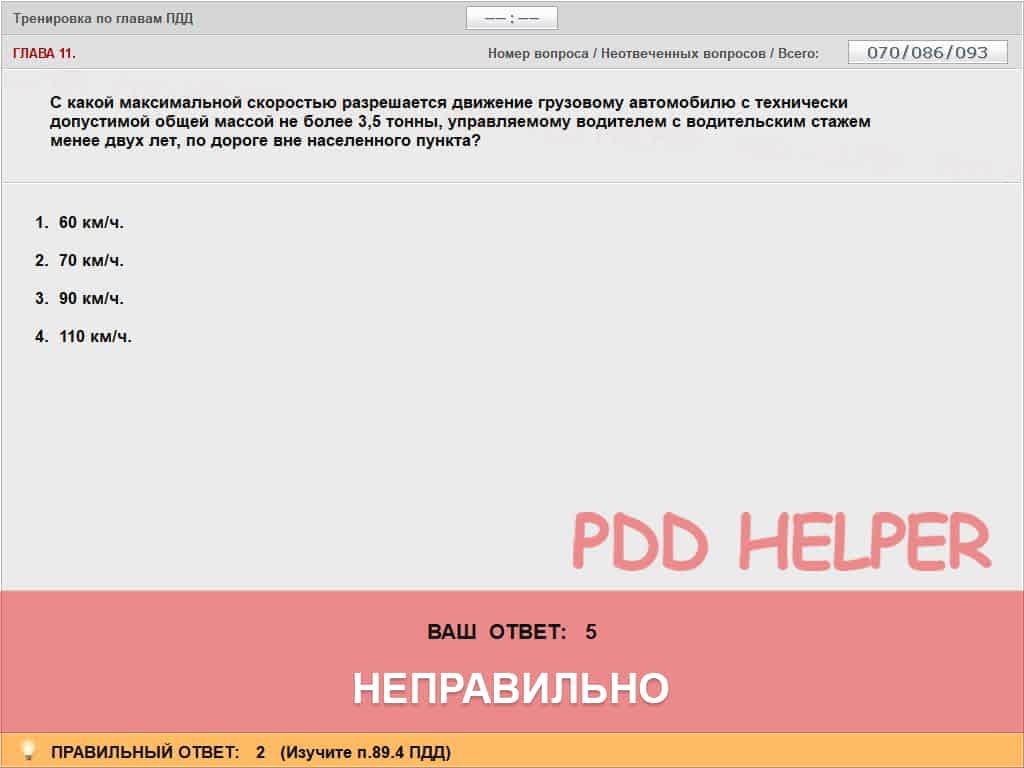 Тренировка по главам ПДД
–– : ––
ГЛАВА 11.
Номер вопроса / Неотвеченных вопросов / Всего:
070/086/093
С какой максимальной скоростью разрешается движение грузовому автомобилю с технически
допустимой общей массой не более 3,5 тонны, управляемому водителем с водительским стажем
менее двух лет, по дороге вне населенного пункта?
1. 60 км/ч.
2. 70 км/ч.
3. 90 км/ч.
4. 110 км/ч.
PDD HELPER
ВАШ ОТВЕТ: 5
НЕПРАВИЛЬНО
ПРАВИЛЬНЫЙ ОТВЕТ: 2 (Изучите п.89.4 ПДД)